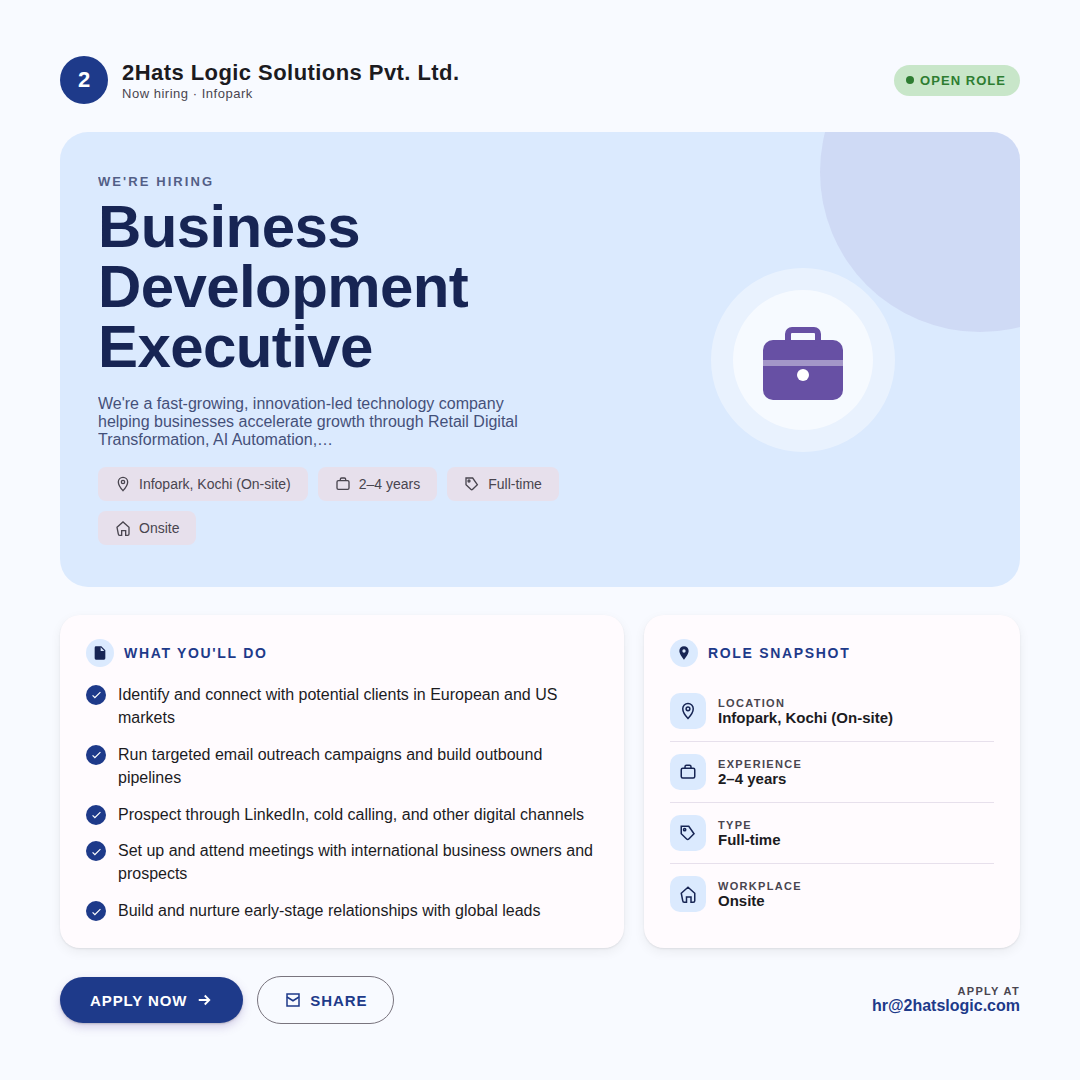 2
2Hats Logic Solutions Pvt. Ltd.
Now hiring · Infopark
OPEN ROLE
WE'RE HIRING
Business
Development
Executive
We're a fast-growing, innovation-led technology company
helping businesses accelerate growth through Retail Digital
Transformation, AI Automation,…
Infopark, Kochi (On-site)
2–4 years
Full-time
Onsite
WHAT YOU'LL DO
Identify and connect with potential clients in European and US
markets
Run targeted email outreach campaigns and build outbound
pipelines
Prospect through LinkedIn, cold calling, and other digital channels
Set up and attend meetings with international business owners and
prospects
Build and nurture early-stage relationships with global leads
ROLE SNAPSHOT
LOCATION
Infopark, Kochi (On-site)
EXPERIENCE
2–4 years
TYPE
Full-time
WORKPLACE
Onsite
APPLY NOW
SHARE
APPLY AT
hr@2hatslogic.com